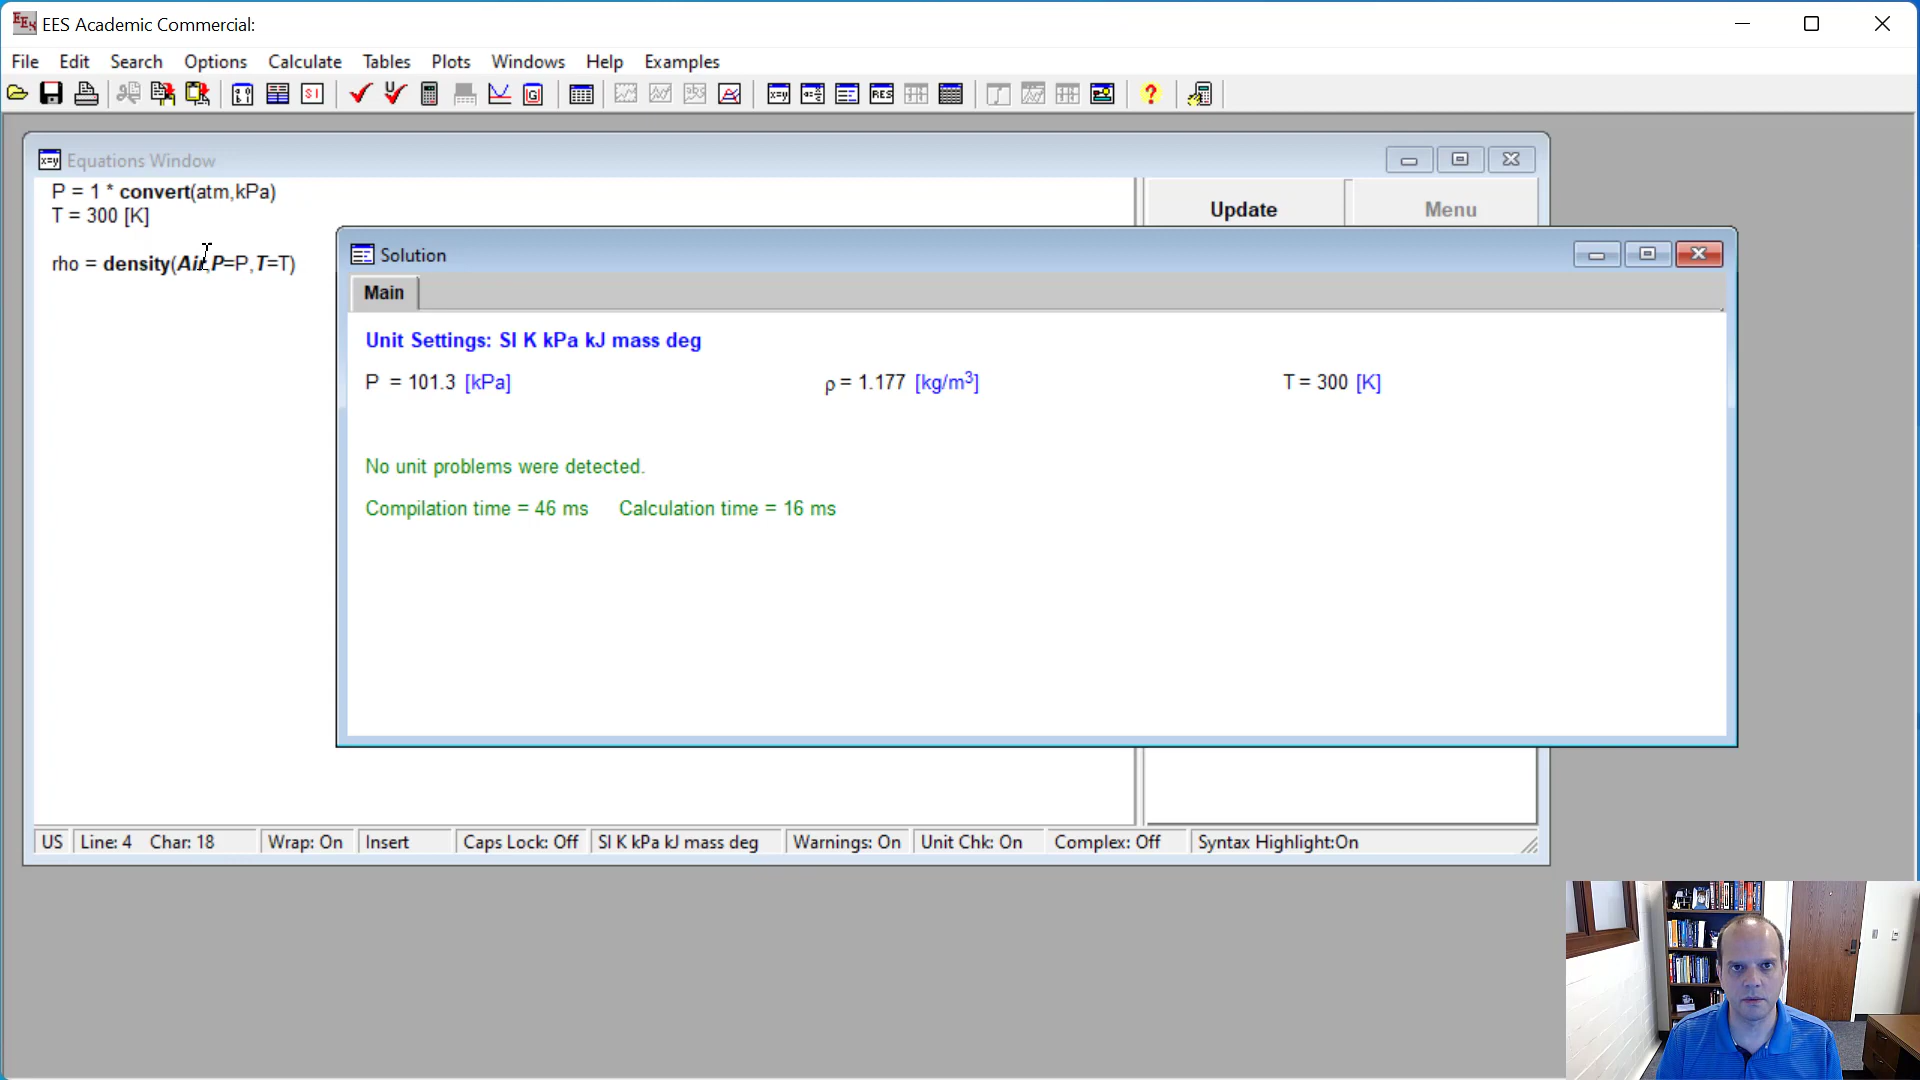 EES Academic Commercial:
File Edit Search Options Calculate Tables Plots Windows Help Examples
Equations Window
P = 1 * convert(atm,kPa)
T = 300 [K]
rho = density(Air,P=P,T=T)
Update Menu
Solution
Main
Unit Settings: SI K kPa kJ mass deg
P = 101.3 [kPa] ρ = 1.177 [kg/m³] T = 300 [K]
No unit problems were detected.
Compilation time = 46 ms Calculation time = 16 ms
US Line: 4 Char: 18 Wrap: On Insert Caps Lock: Off SI K kPa kJ mass deg Warnings: On Unit Chk: On Complex: Off Syntax Highlight:On